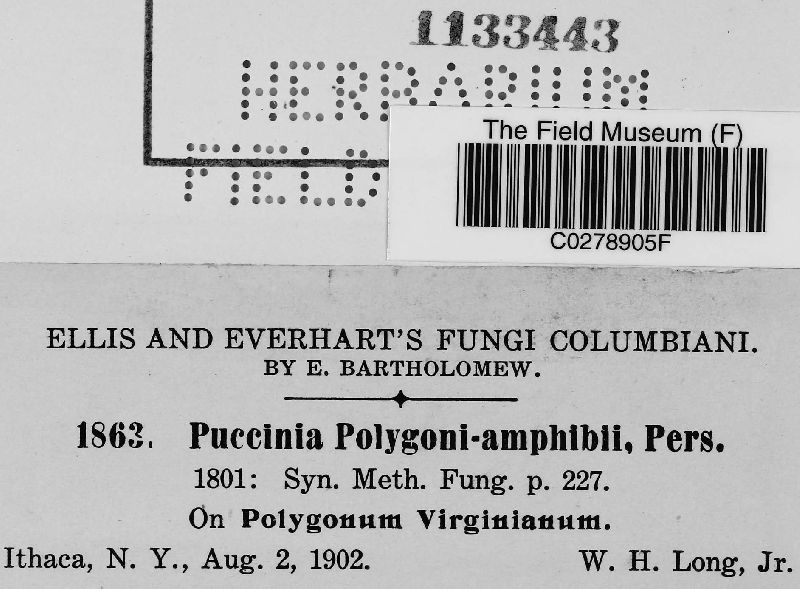 1133443
HERBARIUM
FIELD
The Field Museum (F)
C0278905F
ELLIS AND EVERHART'S FUNGI COLUMBIANI.
BY E. BARTHOLOMEW.
1863. Puccinia Polygoni-amphibii, Pers.
1801: Syn. Meth. Fung. p. 227.
On Polygonum Virginianum.
Ithaca, N. Y., Aug. 2, 1902. W. H. Long, Jr.